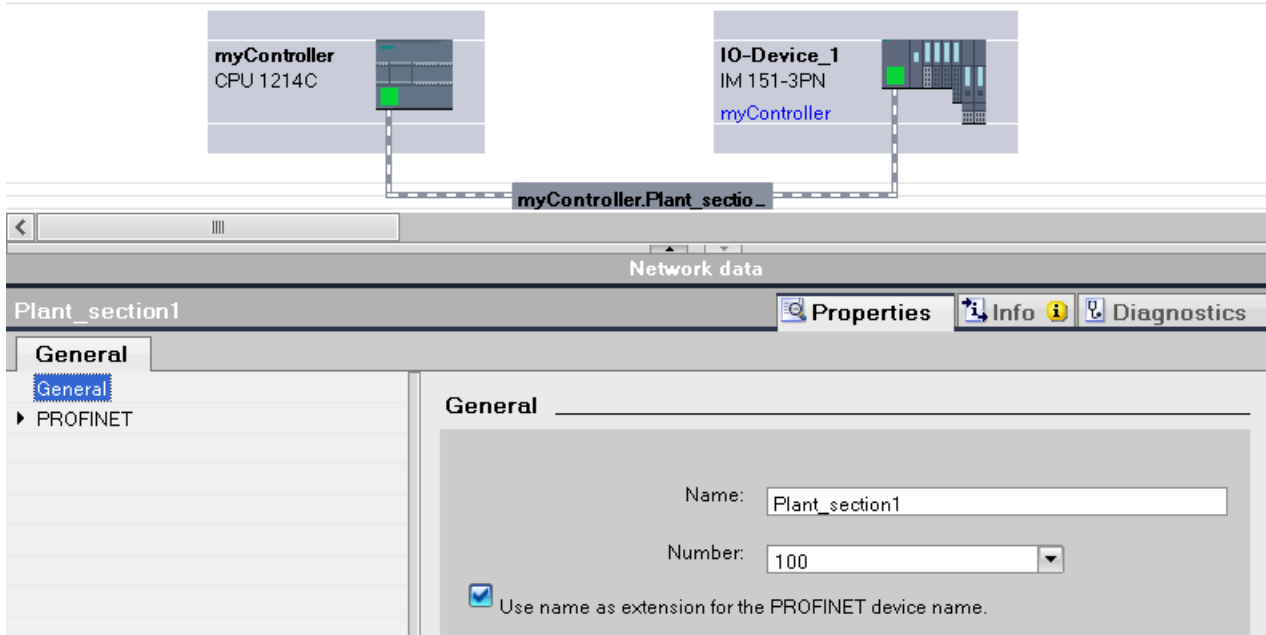 myController
CPU 1214C
IO-Device_1
IM 151-3PN
myController
myController.Plant_sectio_
Network data
Plant_section1
Properties
Info
Diagnostics
General
General
PROFINET
General
Name:
Plant_section1
Number:
100
Use name as extension for the PROFINET device name.